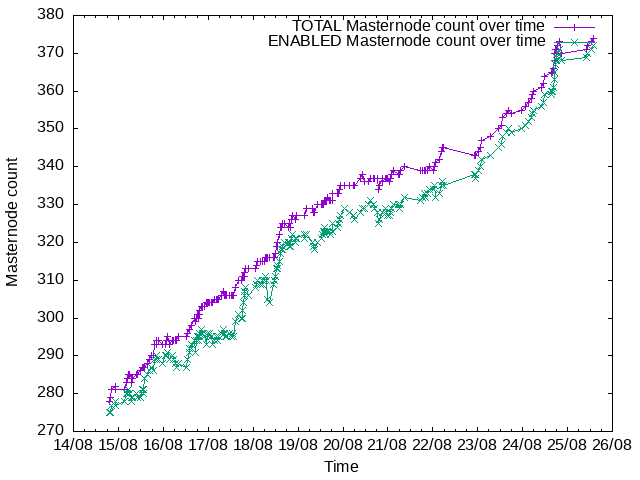 TOTAL Masternode count over time
ENABLED Masternode count over time
380
370
360
350
340
330
320
310
300
290
280
270
Masternode count
14/08 15/08 16/08 17/08 18/08 19/08 20/08 21/08 22/08 23/08 24/08 25/08 26/08
Time